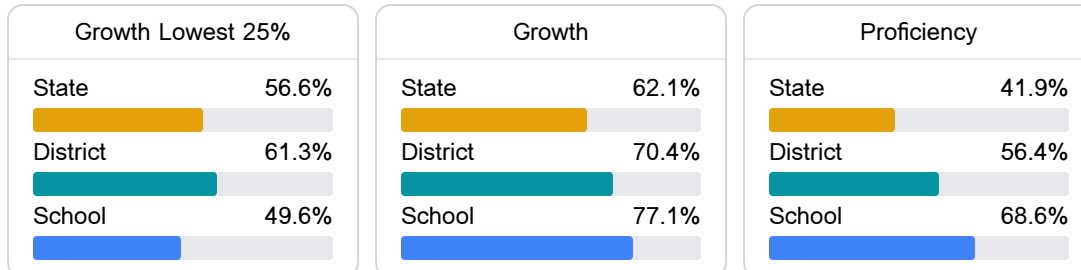 Growth Lowest 25%
State 56.6%
District 61.3%
School 49.6%
Growth
State 62.1%
District 70.4%
School 77.1%
Proficiency
State 41.9%
District 56.4%
School 68.6%